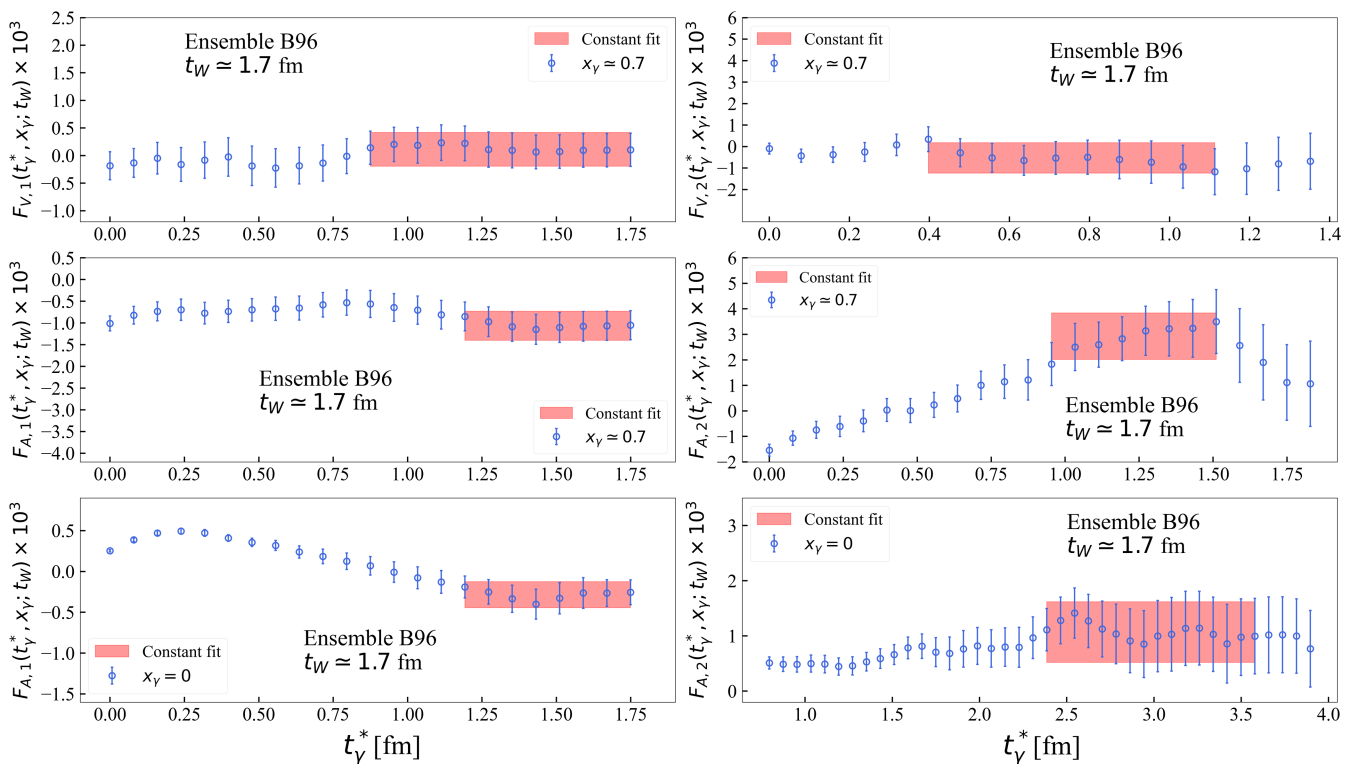 2.5
2.0
1.5
1.0
0.5
0.0
−0.5
−1.0
F_{V,1}(t_γ^*, x_γ; t_W) × 10^3
Ensemble B96
t_W ≃ 1.7 fm
Constant fit
x_γ ≃ 0.7
0.00 0.25 0.50 0.75 1.00 1.25 1.50 1.75
6
5
4
3
2
1
0
−1
−2
F_{V,2}(t_γ^*, x_γ; t_W) × 10^3
Constant fit
x_γ ≃ 0.7
Ensemble B96
t_W ≃ 1.7 fm
0.0 0.2 0.4 0.6 0.8 1.0 1.2 1.4
0.5
0.0
−0.5
−1.0
−1.5
−2.0
−2.5
−3.0
−3.5
−4.0
F_{A,1}(t_γ^*, x_γ; t_W) × 10^3
Ensemble B96
t_W ≃ 1.7 fm
Constant fit
x_γ ≃ 0.7
0.00 0.25 0.50 0.75 1.00 1.25 1.50 1.75
6
5
4
3
2
1
0
−1
−2
F_{A,2}(t_γ^*, x_γ; t_W) × 10^3
Constant fit
x_γ ≃ 0.7
Ensemble B96
t_W ≃ 1.7 fm
0.00 0.25 0.50 0.75 1.00 1.25 1.50 1.75
0.5
0.0
−0.5
−1.0
−1.5
F_{A,1}(t_γ^*, x_γ; t_W) × 10^3
Constant fit
x_γ = 0
Ensemble B96
t_W ≃ 1.7 fm
0.00 0.25 0.50 0.75 1.00 1.25 1.50 1.75
t_γ^* [fm]
3
2
1
0
F_{A,2}(t_γ^*, x_γ; t_W) × 10^3
Constant fit
x_γ = 0
Ensemble B96
t_W ≃ 1.7 fm
1.0 1.5 2.0 2.5 3.0 3.5 4.0
t_γ^* [fm]